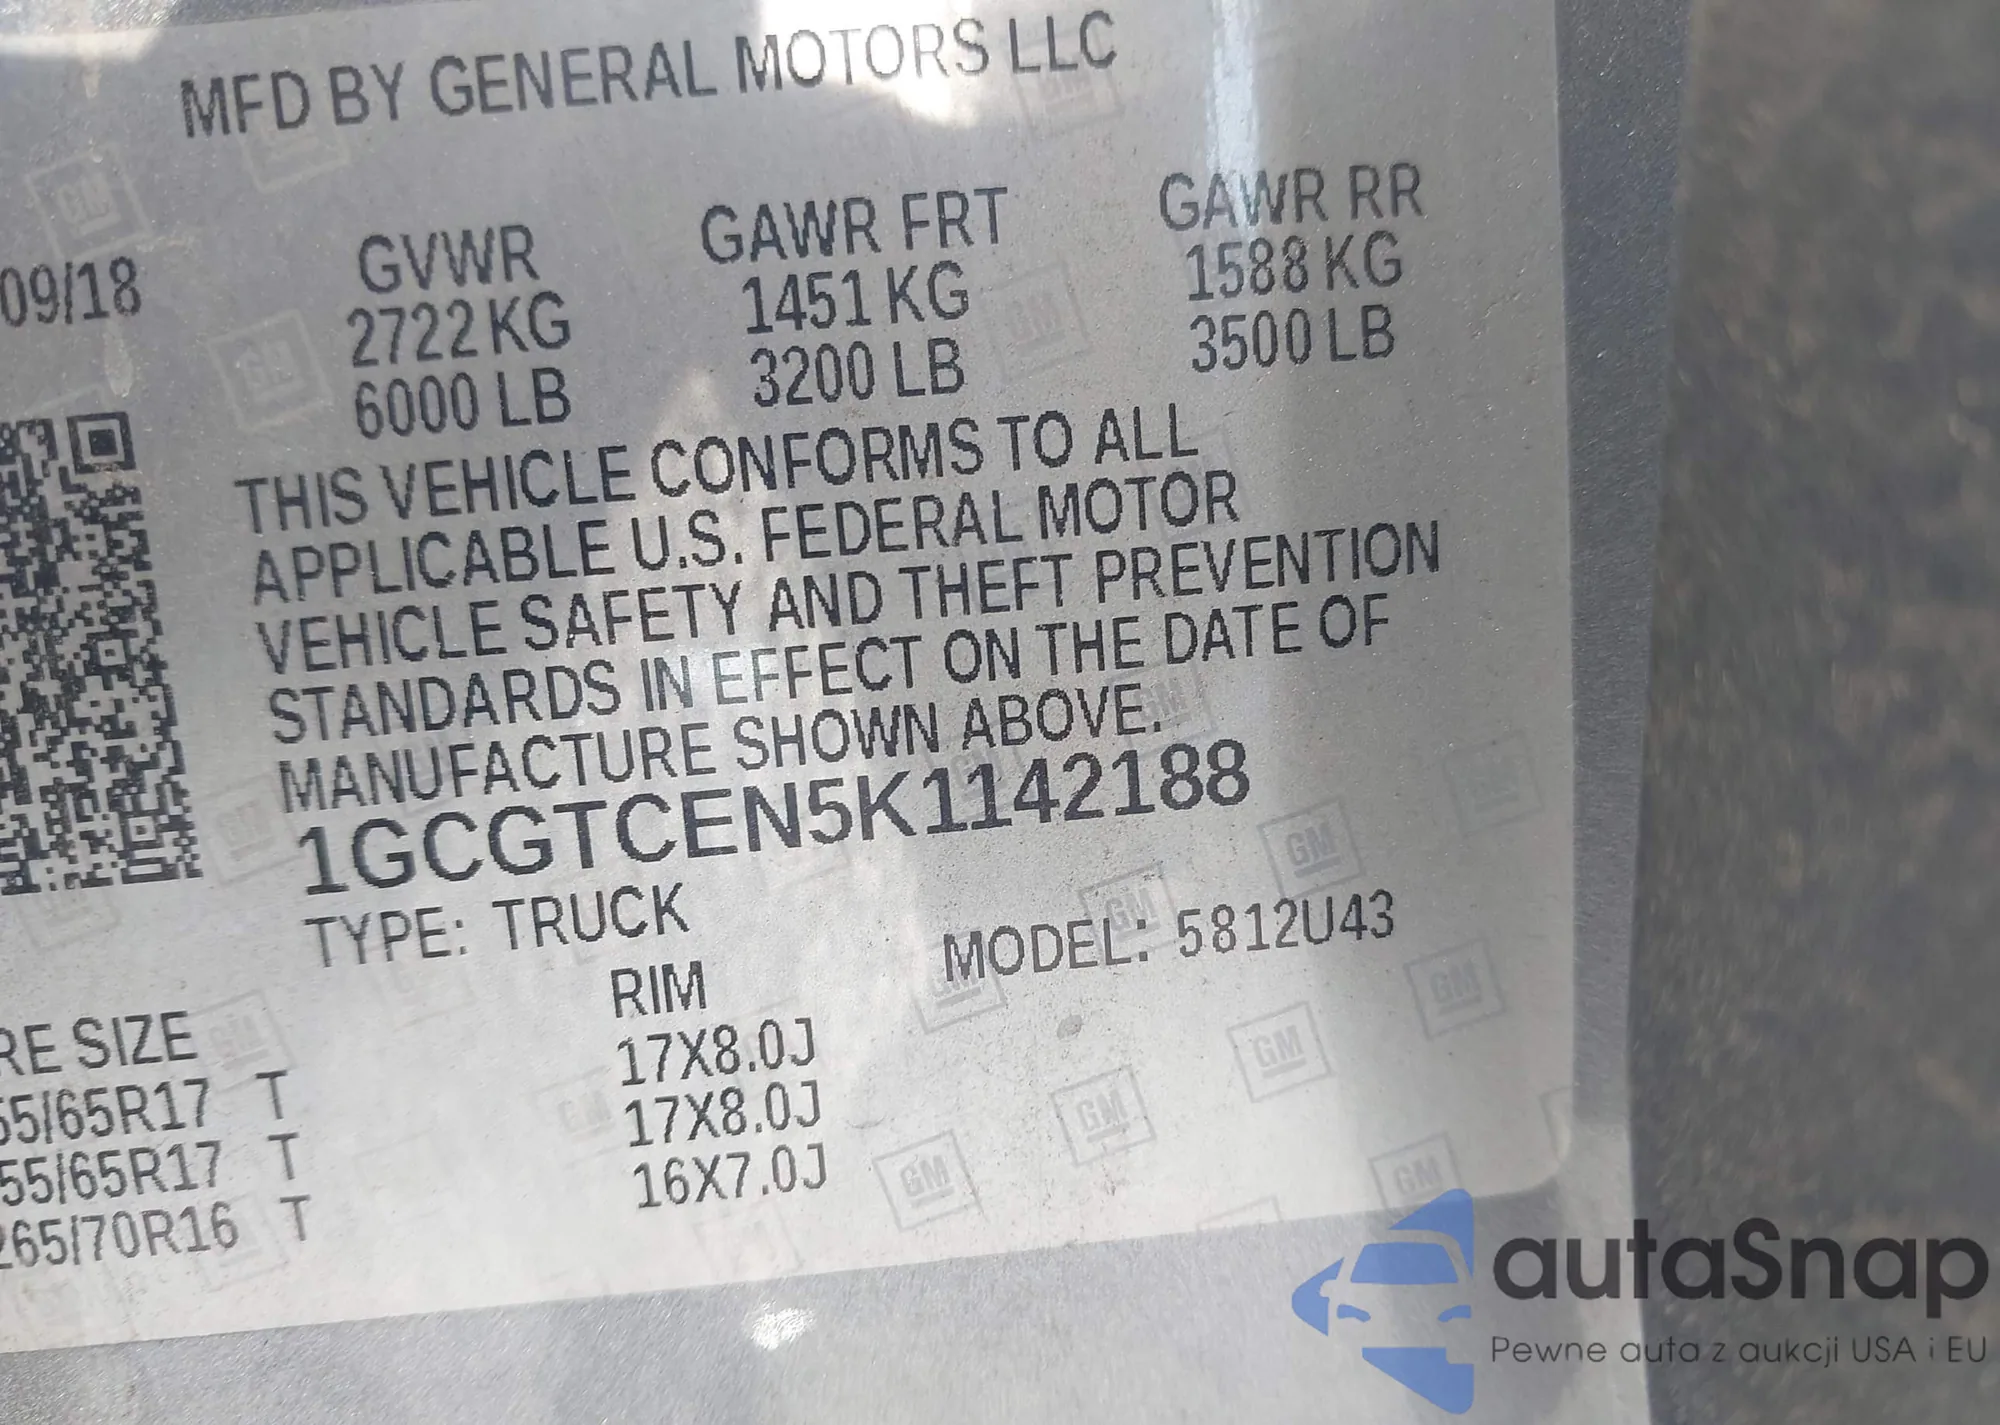 MFD BY GENERAL MOTORS LLC
09/18 GVWR GAWR FRT GAWR RR
2722 KG 1451 KG 1588 KG
6000 LB 3200 LB 3500 LB
THIS VEHICLE CONFORMS TO ALL
APPLICABLE U.S. FEDERAL MOTOR
VEHICLE SAFETY AND THEFT PREVENTION
STANDARDS IN EFFECT ON THE DATE OF
MANUFACTURE SHOWN ABOVE.
1GCGTCEN5K1142188
TYPE: TRUCK MODEL: 5812U43
RE SIZE RIM
55/65R17 T 17X8.0J
55/65R17 T 17X8.0J
265/70R16 T 16X7.0J
autaSnap
Pewne auta z aukcji USA i EU